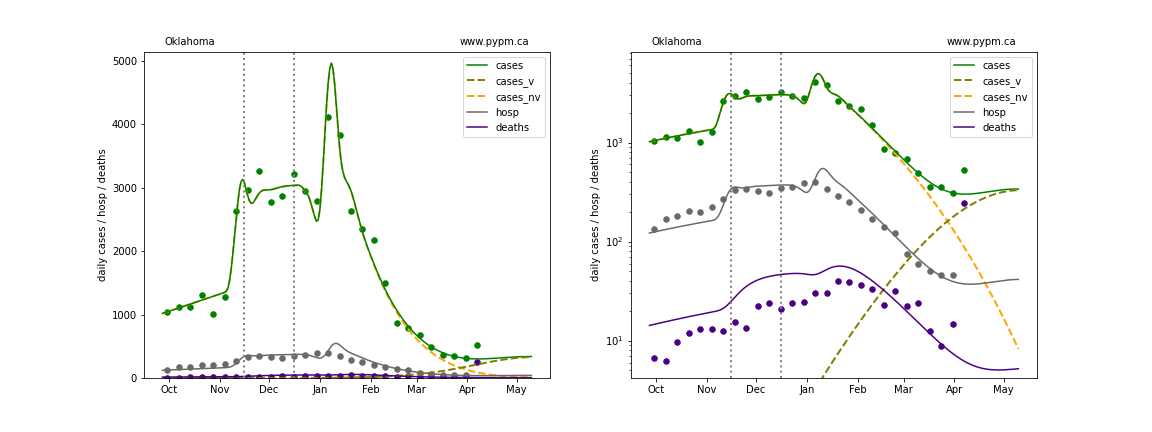 Oklahoma
www.pypm.ca
cases
cases_v
cases_nv
hosp
deaths
daily cases / hosp / deaths
5000
4000
3000
2000
1000
0
Oct
Nov
Dec
Jan
Feb
Mar
Apr
May
Oklahoma
www.pypm.ca
cases
cases_v
cases_nv
hosp
deaths
daily cases / hosp / deaths
10³
10²
10¹
Oct
Nov
Dec
Jan
Feb
Mar
Apr
May